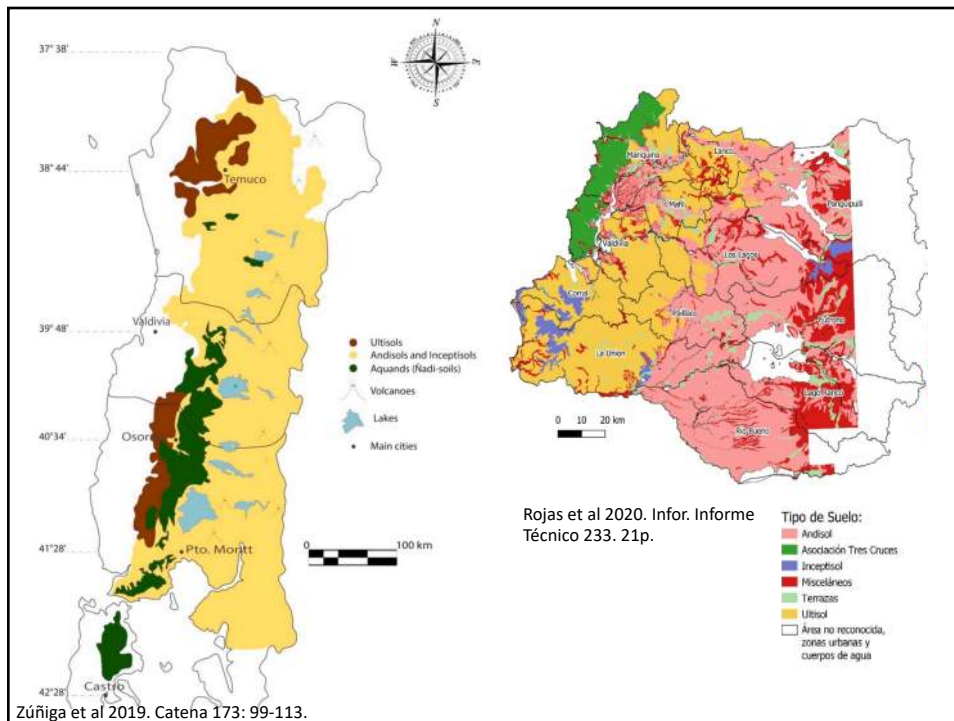 N
W
E
S
37° 38'
38° 44'
Temuco
Valdivia
39° 48'
40° 34'
Osorno
41° 28'
Pto. Montt
Castro
42° 28'
Ultisols
Andisols and Inceptisols
Aquands (Ñadi-soils)
Volcanoes
Lakes
Main cities
0 100 km
Zúñiga et al 2019. Catena 173: 99-113.
Mariquina
Lanco
Panguipulli
Máfil
Valdivia
Los Lagos
Corral
Paillaco
Futrono
La Unión
Lago Ranco
Río Bueno
0 10 20 km
Rojas et al 2020. Infor. Informe
Técnico 233. 21p.
Tipo de Suelo:
Andisol
Asociación Tres Cruces
Inceptisol
Misceláneos
Terrazas
Ultisol
Área no reconocida,
zonas urbanas y
cuerpos de agua